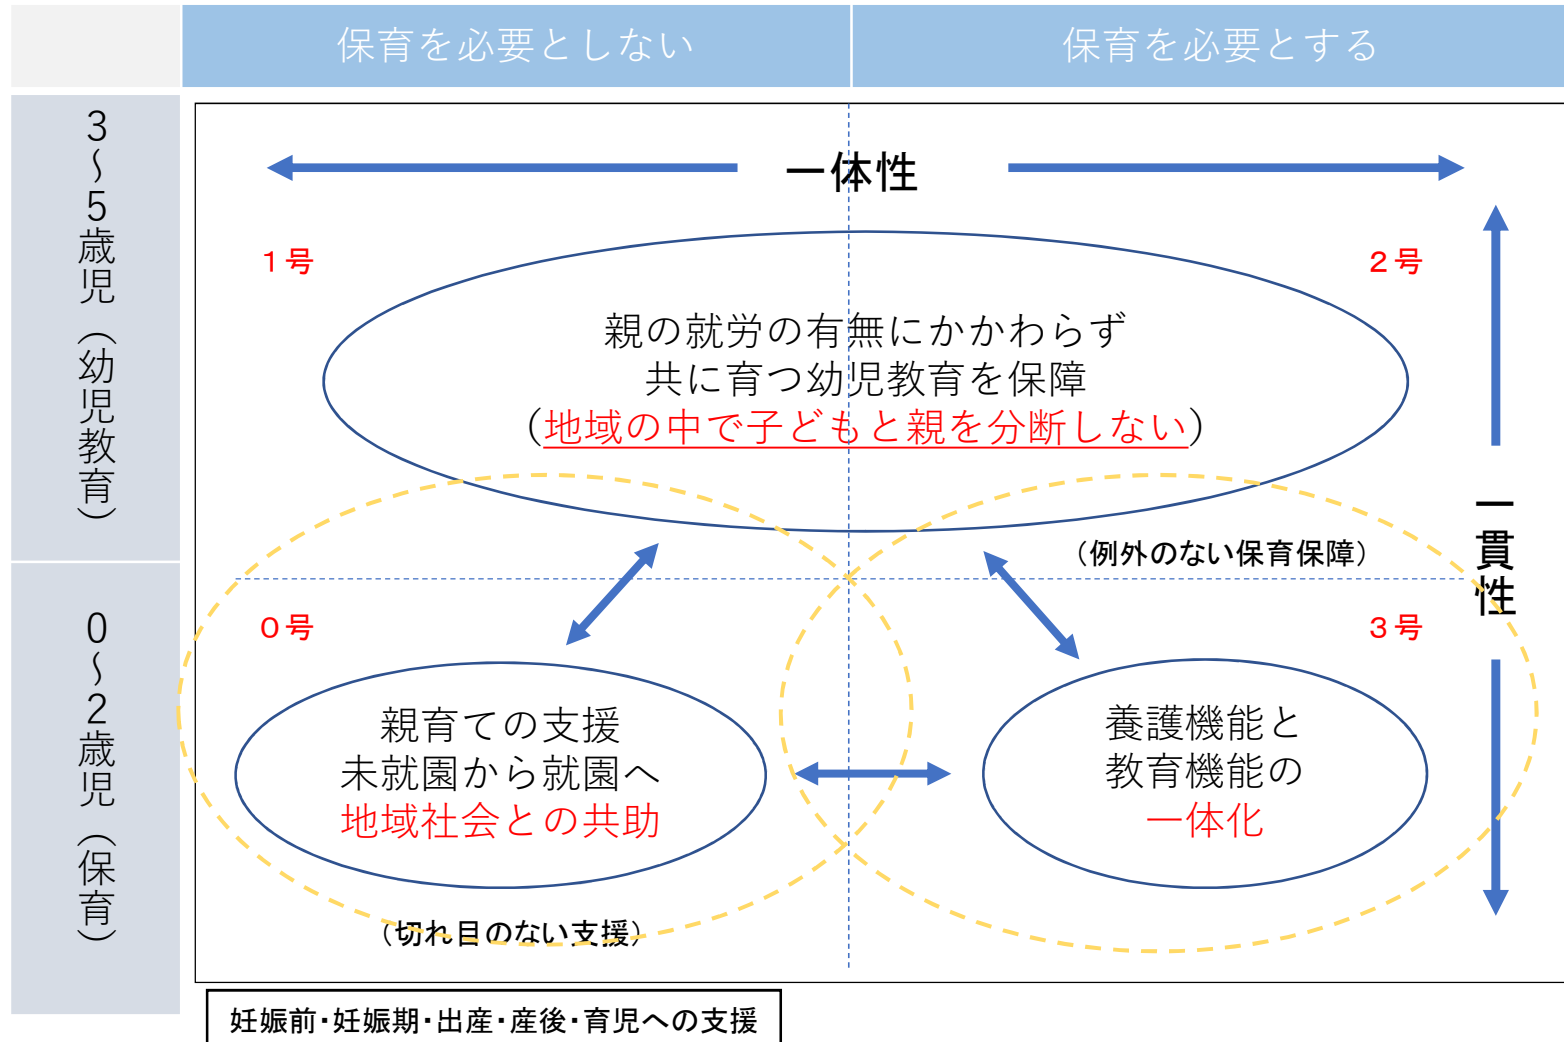 保育を必要としない
保育を必要とする
3~5歳児(幼児教育)
一体性
1号
2号
親の就労の有無にかかわらず
共に育つ幼児教育を保障
(地域の中で子どもと親を分断しない)
一貫性
(例外のない保育保障)
0~2歳児(保育)
0号
3号
親育ての支援
未就園から就園へ
地域社会との共助
養護機能と
教育機能の
一体化
(切れ目のない支援)
妊娠前・妊娠期・出産・産後・育児への支援